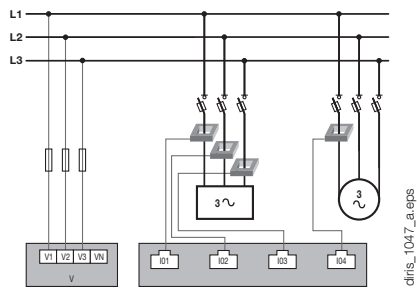 L1
L2
L3
3
3
V1 V2 V3 VN
V
I01 I02 I03 I04
diris_1047_a.eps